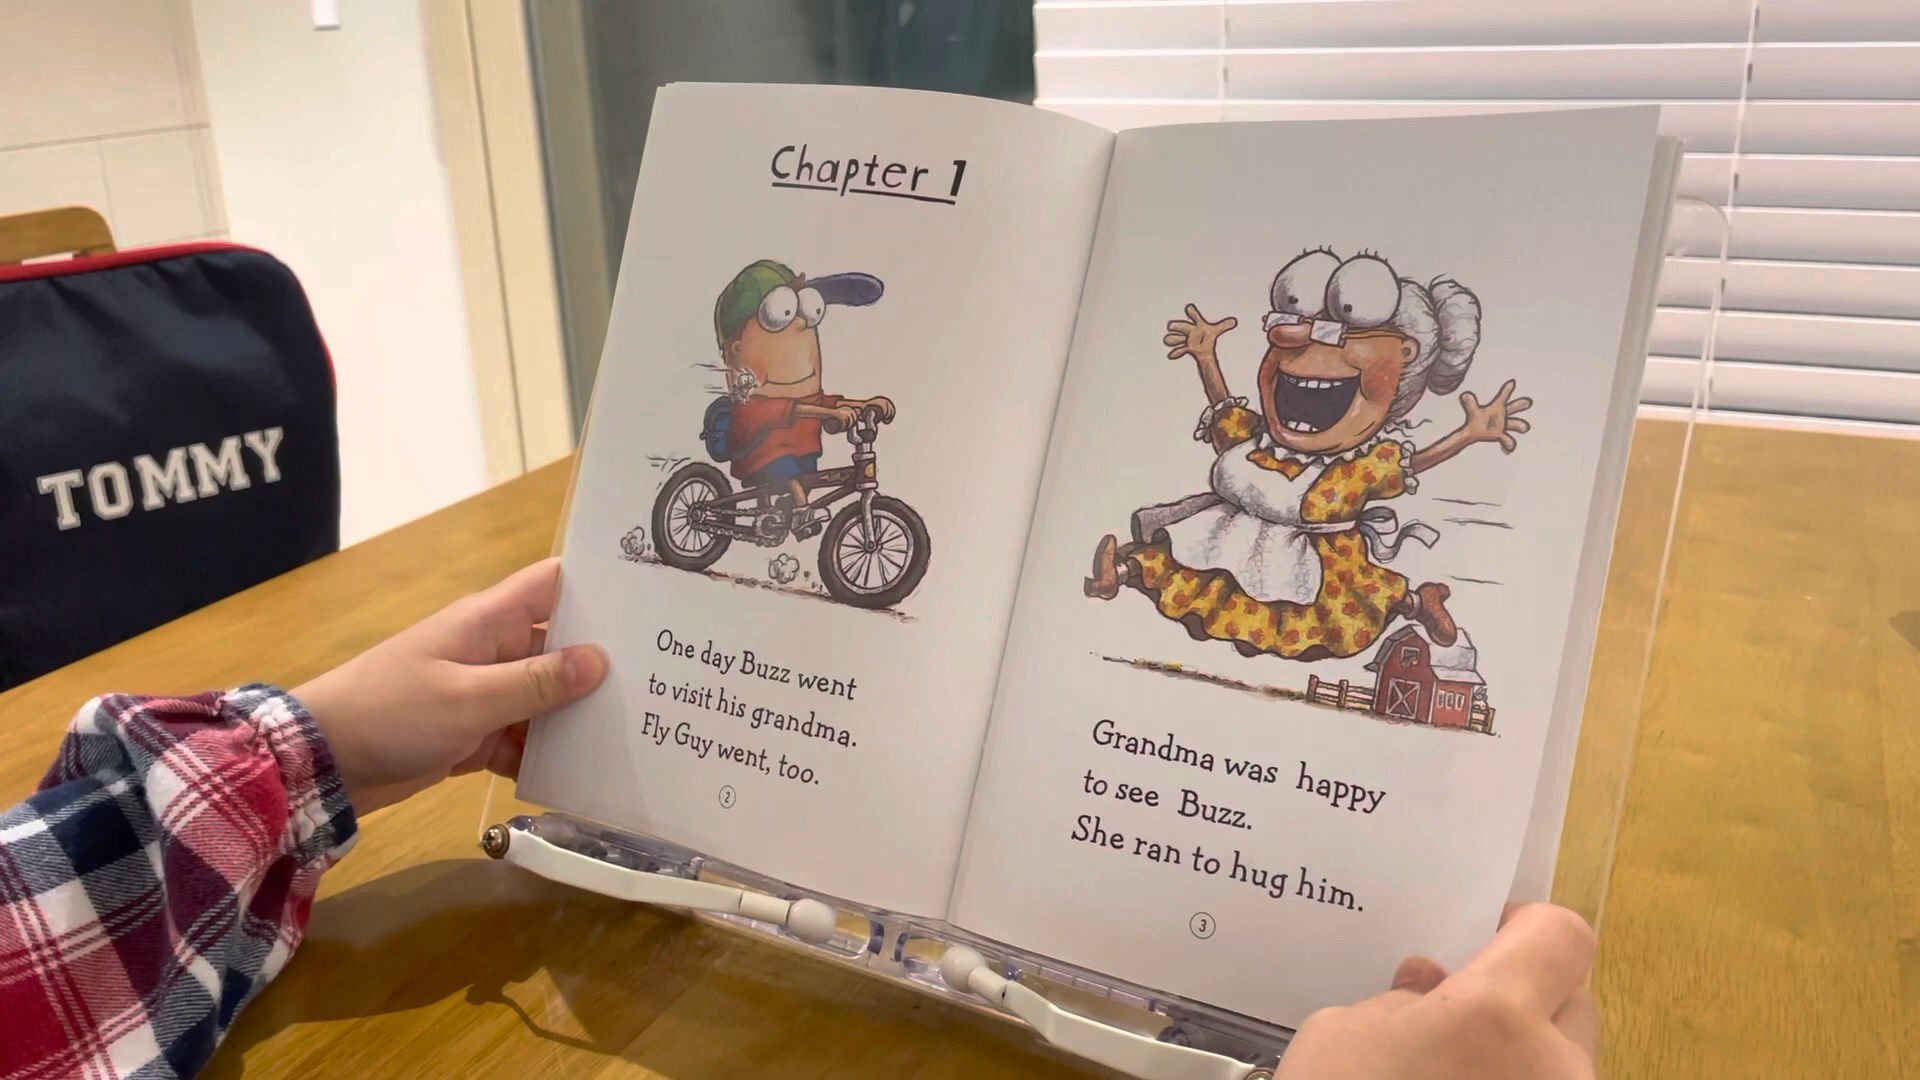 TOMMY
Chapter 1
One day Buzz went
to visit his grandma.
Fly Guy went, too.
2
Grandma was happy
to see Buzz.
She ran to hug him.
3